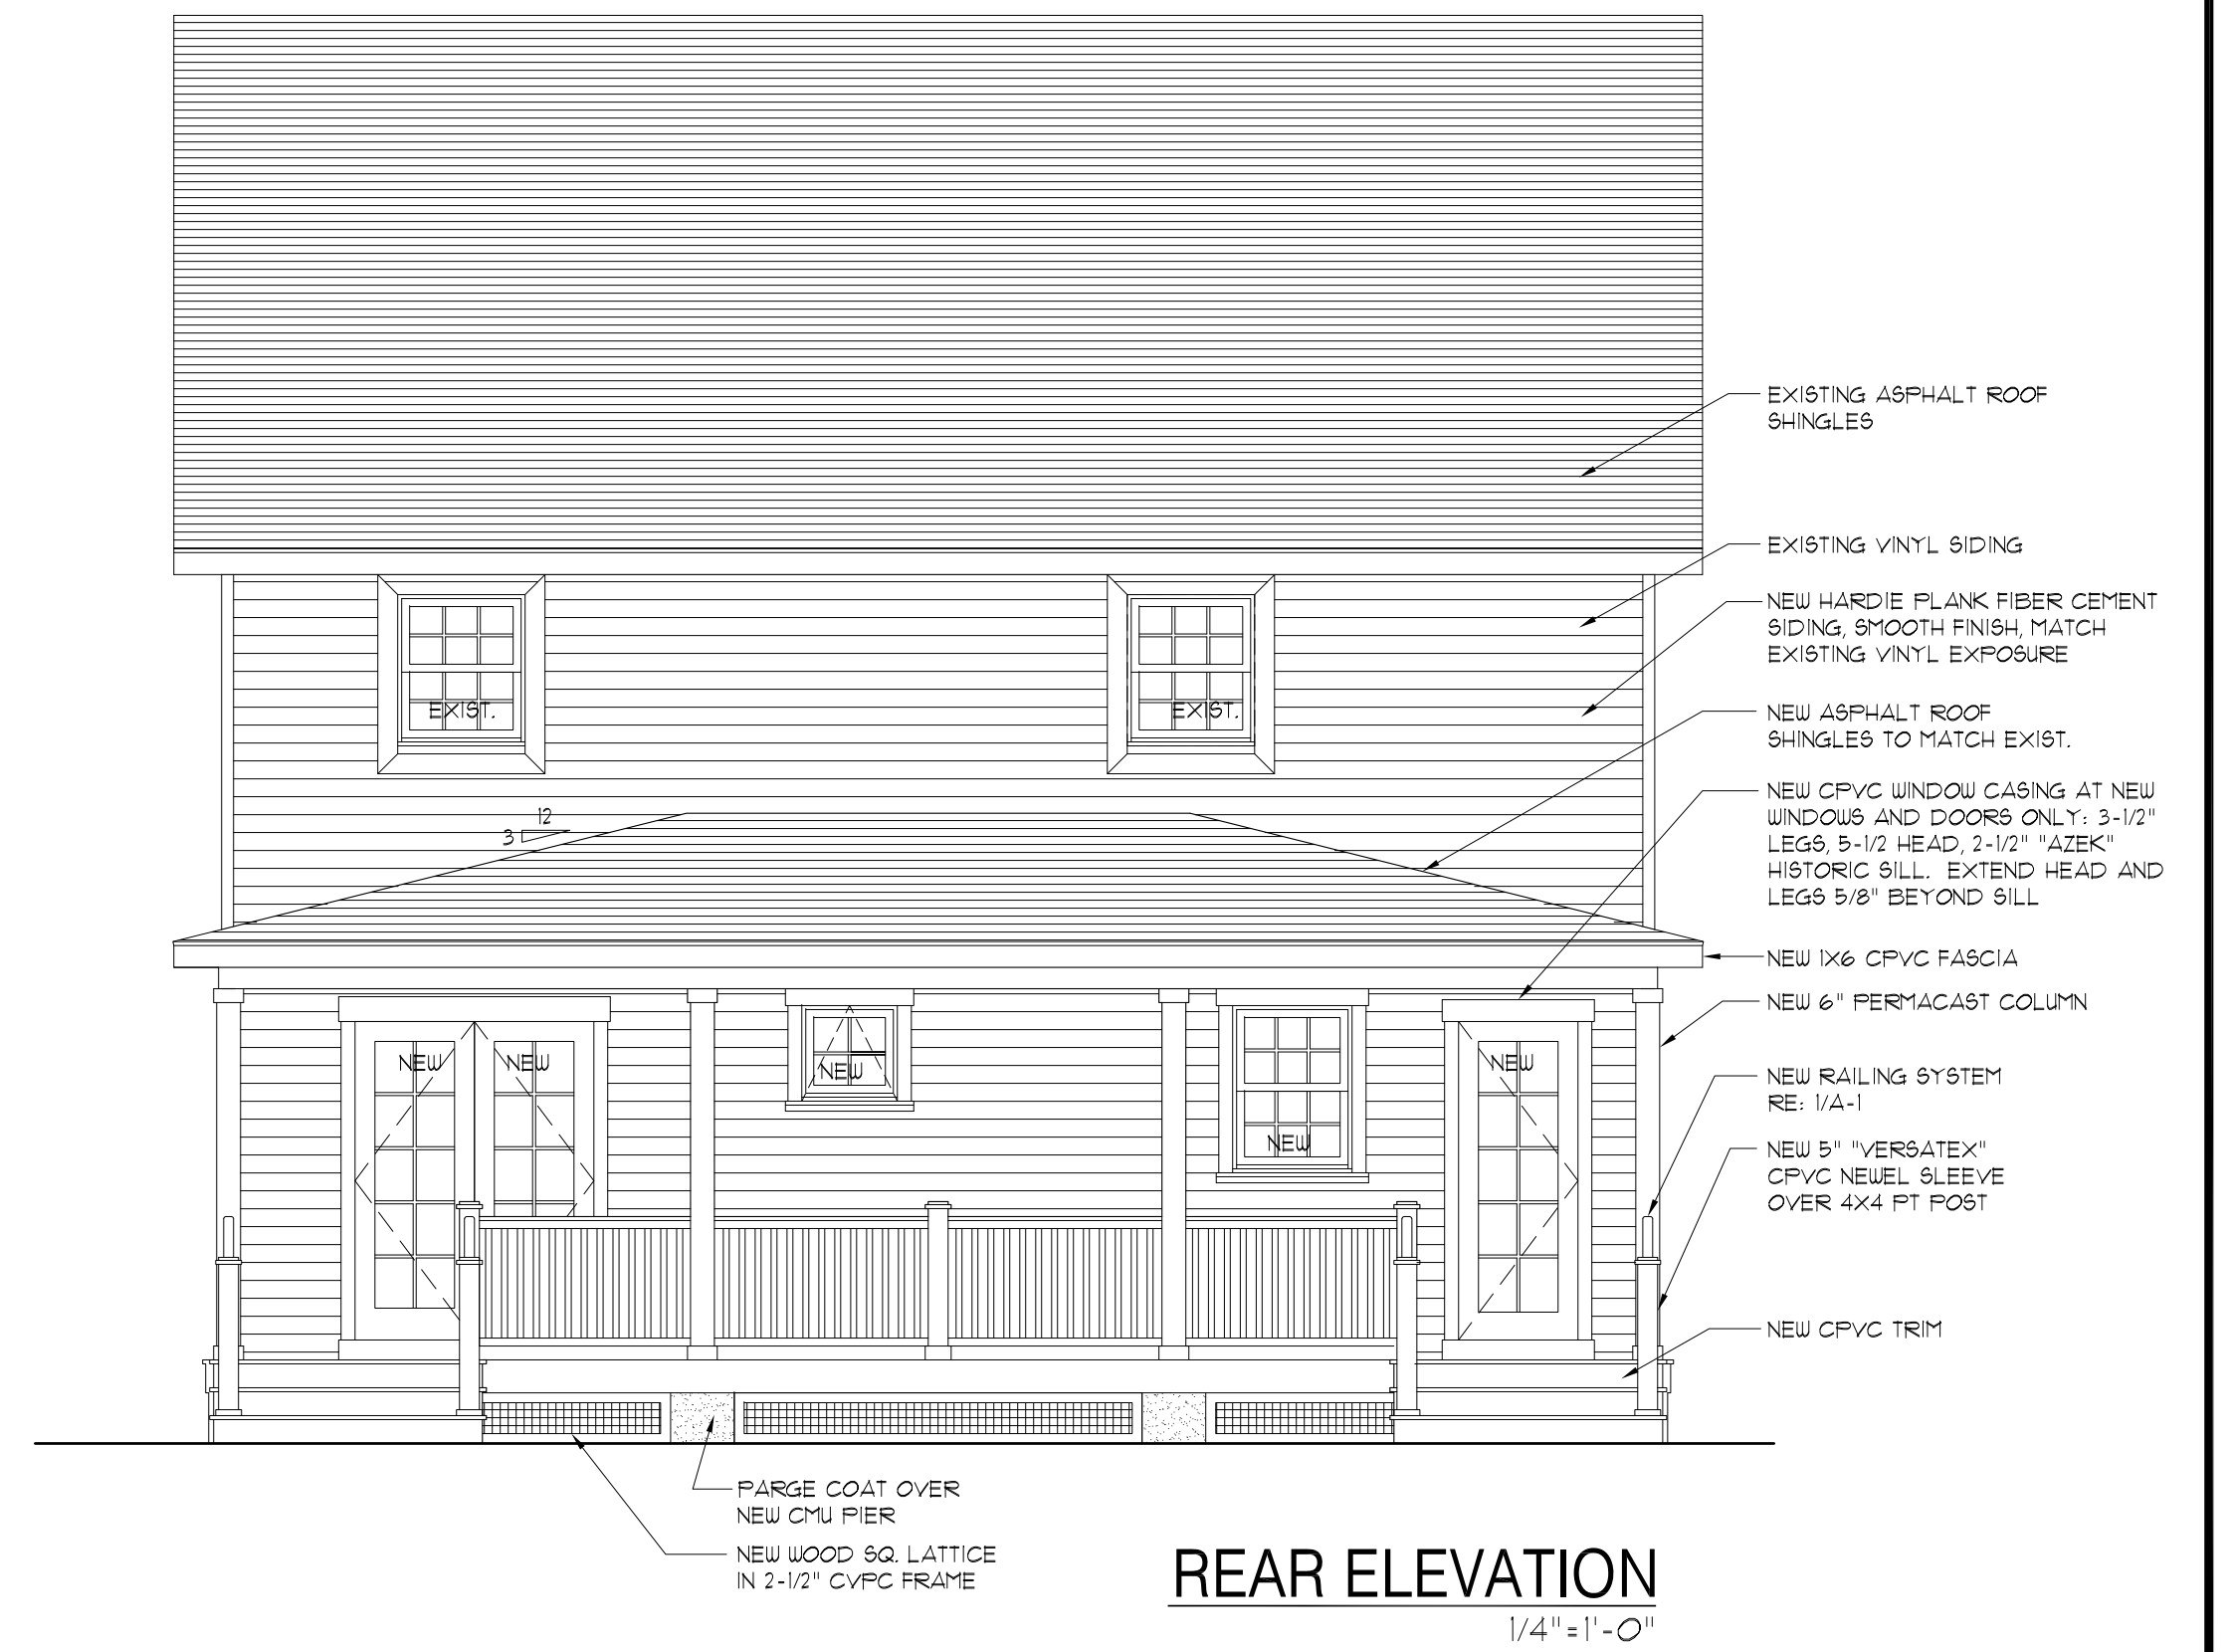 EXISTING ASPHALT ROOF
SHINGLES
EXISTING VINYL SIDING
NEW HARDIE PLANK FIBER CEMENT
SIDING, SMOOTH FINISH, MATCH
EXISTING VINYL EXPOSURE
EXIST.
EXIST.
NEW ASPHALT ROOF
SHINGLES TO MATCH EXIST.
12
3
NEW CPVC WINDOW CASING AT NEW
WINDOWS AND DOORS ONLY: 3-1/2"
LEGS, 5-1/2 HEAD, 2-1/2" "AZEK"
HISTORIC SILL. EXTEND HEAD AND
LEGS 5/8" BEYOND SILL
NEW 1X6 CPVC FASCIA
NEW 6" PERMACAST COLUMN
NEW
NEW
NEW
NEW
NEW
NEW RAILING SYSTEM
RE: 1/A-1
NEW 5" "VERSATEX"
CPVC NEWEL SLEEVE
OVER 4X4 PT POST
NEW CPVC TRIM
PARGE COAT OVER
NEW CMU PIER
NEW WOOD SQ. LATTICE
IN 2-1/2" CVPC FRAME
REAR ELEVATION
1/4"=1'-0"